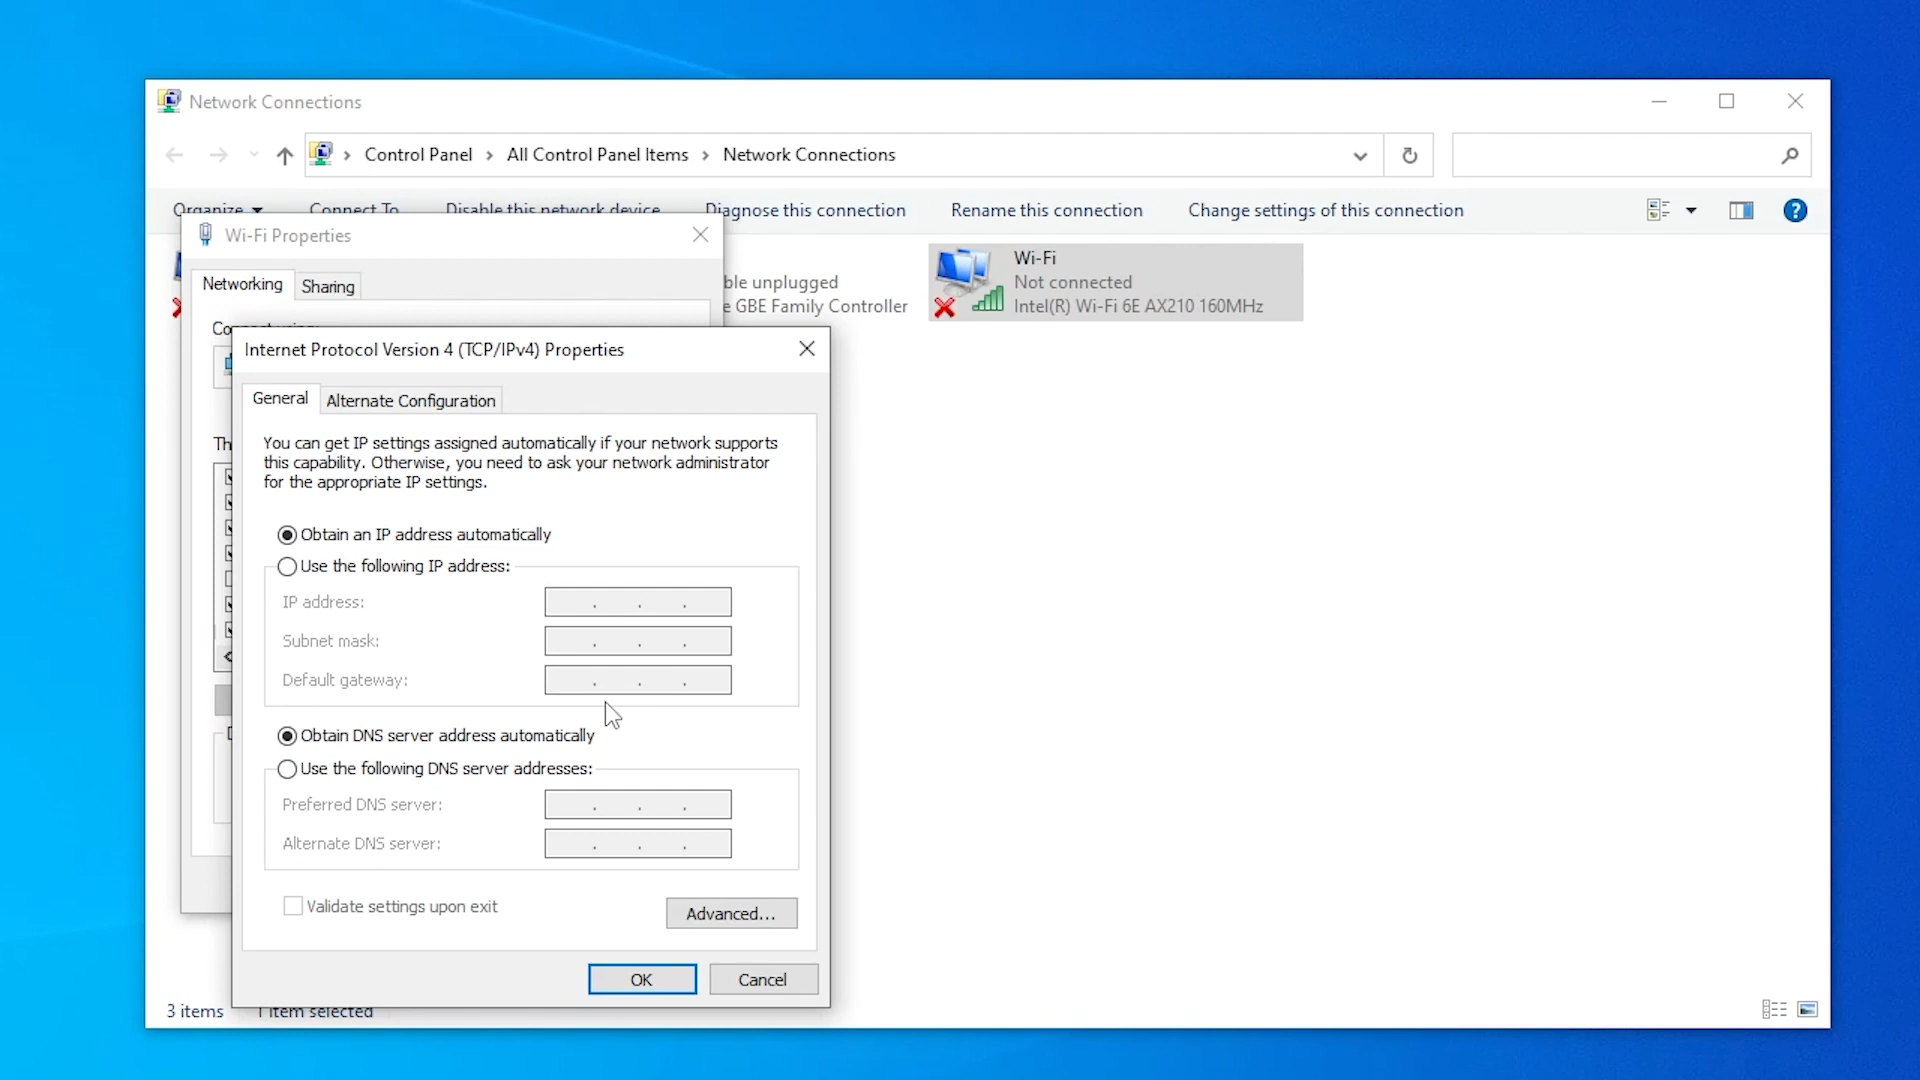 Network Connections
Control Panel
All Control Panel Items
Network Connections
Organize
Connect To
Disable this network device
Diagnose this connection
Rename this connection
Change settings of this connection
Wi-Fi Properties
Networking
Sharing
ble unplugged
e GBE Family Controller
Wi-Fi
Not connected
Intel(R) Wi-Fi 6E AX210 160MHz
Internet Protocol Version 4 (TCP/IPv4) Properties
General
Alternate Configuration
Th
You can get IP settings assigned automatically if your network supports
this capability. Otherwise, you need to ask your network administrator
for the appropriate IP settings.
Obtain an IP address automatically
Use the following IP address:
IP address:
Subnet mask:
Default gateway:
Obtain DNS server address automatically
Use the following DNS server addresses:
Preferred DNS server:
Alternate DNS server:
Validate settings upon exit
Advanced...
OK
Cancel
3 items
1 item selected